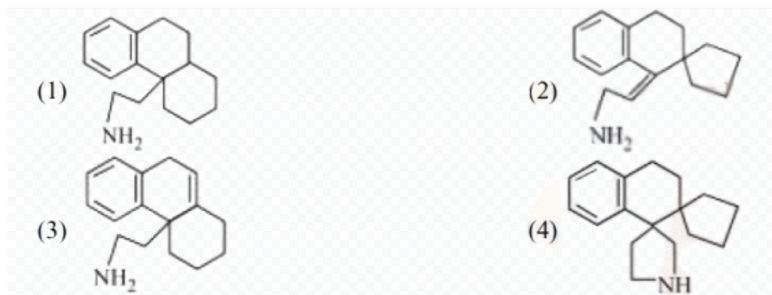 (1)
NH₂
(2)
NH₂
(3)
NH₂
(4)
NH